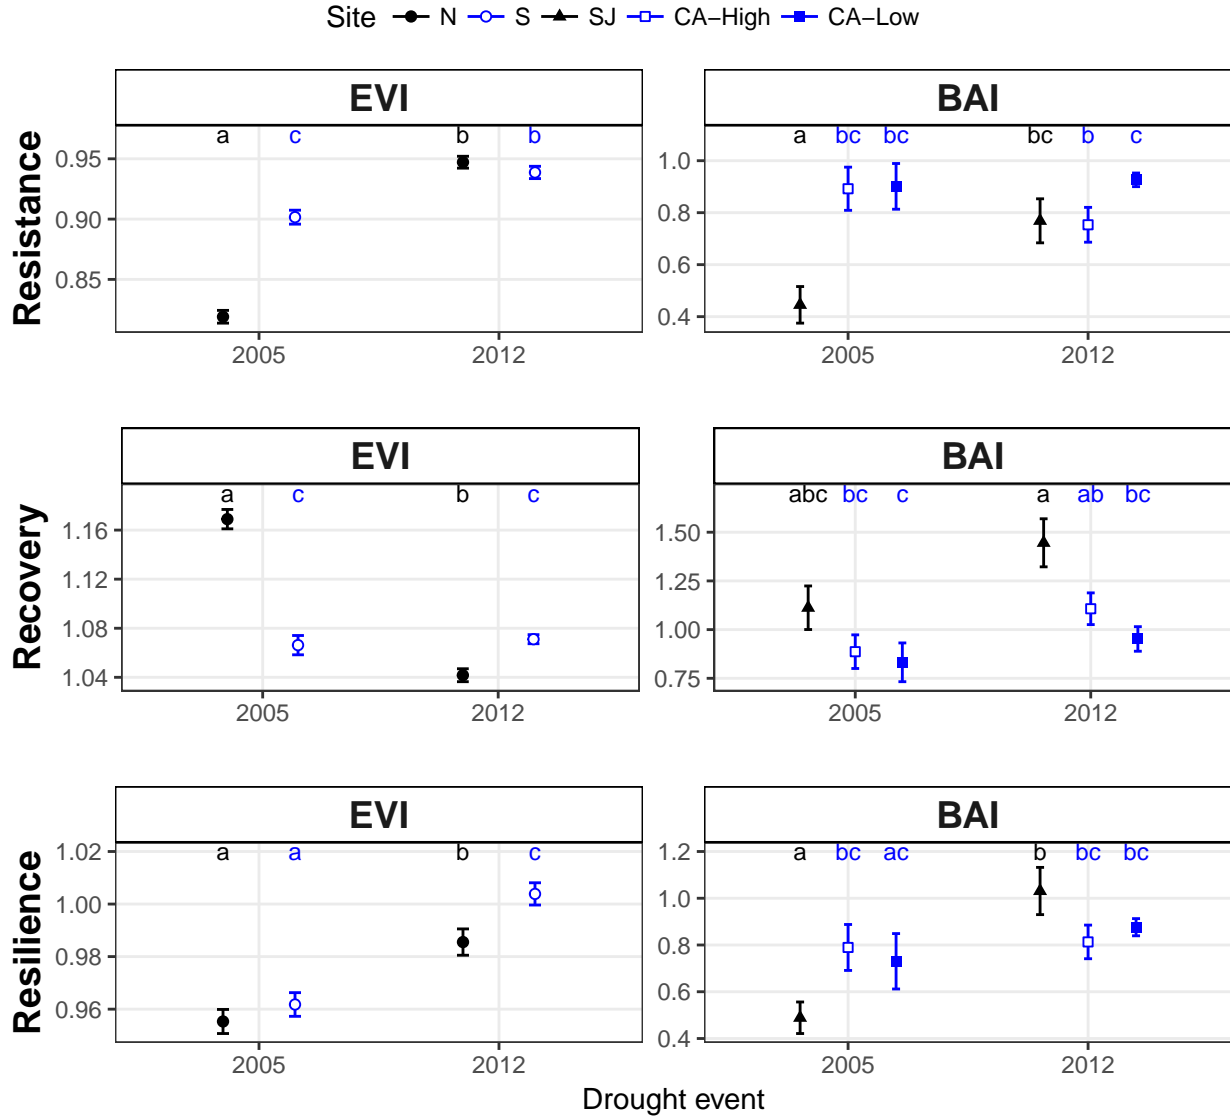 Site N S SJ CA−High CA−Low
EVI BAI
Resistance
a c b b
a bc bc bc b c
0.95
0.90
0.85
1.0
0.8
0.6
0.4
2005 2012
2005 2012
EVI BAI
Recovery
a c b c
abc bc c a ab bc
1.16
1.12
1.08
1.04
1.50
1.25
1.00
0.75
2005 2012
2005 2012
EVI BAI
Resilience
a a b c
a bc ac b bc bc
1.02
1.00
0.98
0.96
1.2
1.0
0.8
0.6
0.4
2005 2012
2005 2012
Drought event